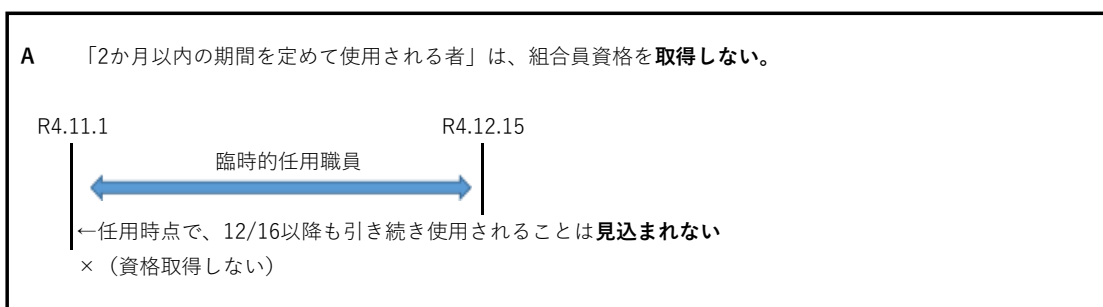 A 「2か月以内の期間を定めて使用される者」は、組合員資格を取得しない。
R4.11.1 R4.12.15
臨時的任用職員
←任用時点で、12/16以降も引き続き使用されることは見込まれない
×（資格取得しない）